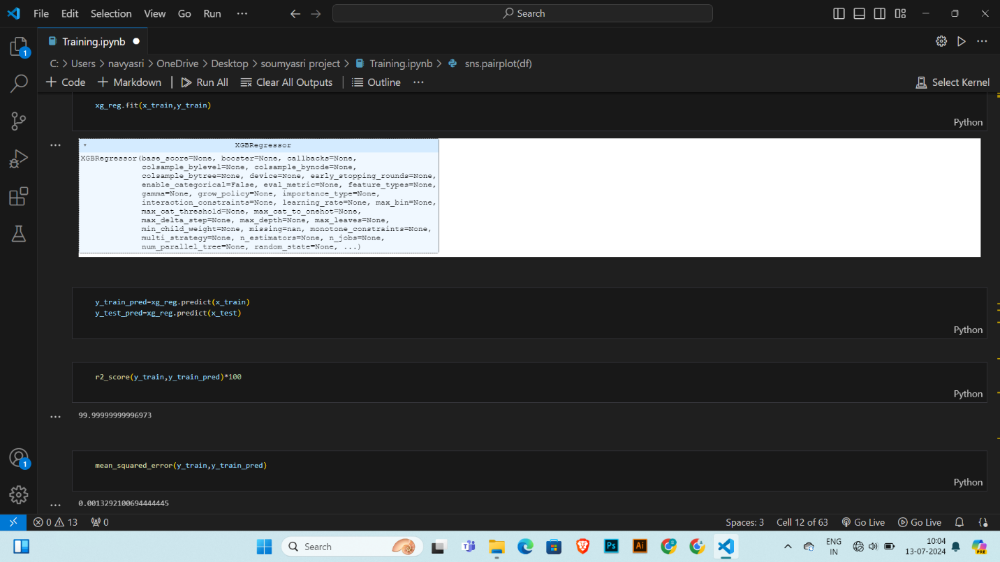 File Edit Selection View Go Run ···
Search
1
Training.ipynb
C: > Users > navyasri > OneDrive > Desktop > soumyasri project > Training.ipynb > sns.pairplot(df)
+ Code + Markdown | Run All Clear All Outputs | Outline ···
Select Kernel
xg_reg.fit(x_train,y_train)
Python
XGBRegressor
XGBRegressor(base_score=None, booster=None, callbacks=None,
colsample_bylevel=None, colsample_bynode=None,
colsample_bytree=None, device=None, early_stopping_rounds=None,
enable_categorical=False, eval_metric=None, feature_types=None,
gamma=None, grow_policy=None, importance_type=None,
interaction_constraints=None, learning_rate=None, max_bin=None,
max_cat_threshold=None, max_cat_to_onehot=None,
max_delta_step=None, max_depth=None, max_leaves=None,
min_child_weight=None, missing=nan, monotone_constraints=None,
multi_strategy=None, n_estimators=None, n_jobs=None,
num_parallel_tree=None, random_state=None, ...)
y_train_pred=xg_reg.predict(x_train)
y_test_pred=xg_reg.predict(x_test)
Python
r2_score(y_train,y_train_pred)*100
Python
99.99999999996973
mean_squared_error(y_train,y_train_pred)
Python
1
0.0013292100694444445
0 13 0
Spaces: 3 Cell 12 of 63 Go Live Go Live
Search
Ps
Ai
S
ENG
IN
10:04
13-07-2024
PRE